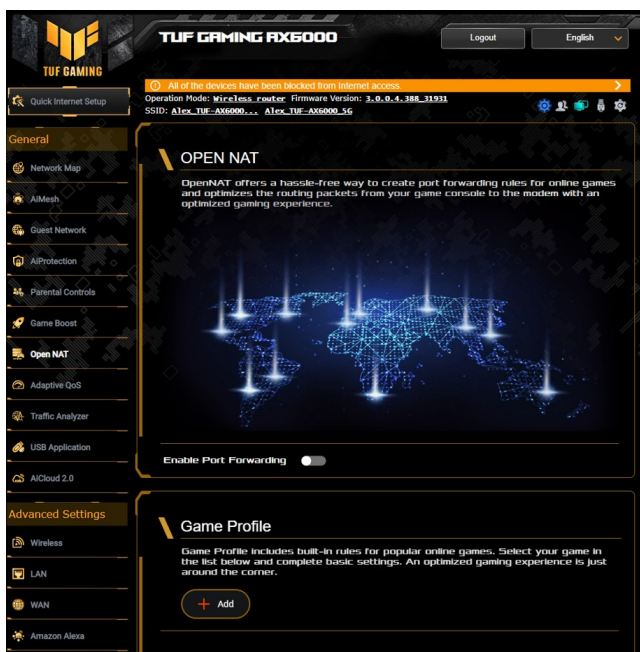 TUF GAMING
TUF GAMING AX6000
Logout
English
All of the devices have been blocked from Internet access.
Quick Internet Setup
Operation Mode: Wireless router Firmware Version: 3.0.0.4.388_31931
SSID: Alex_TUF-AX6000... Alex_TUF-AX6000_5G
General
Network Map
AiMesh
Guest Network
AiProtection
Parental Controls
Game Boost
Open NAT
Adaptive QoS
Traffic Analyzer
USB Application
AiCloud 2.0
Advanced Settings
Wireless
LAN
WAN
Amazon Alexa
OPEN NAT
OpenNAT offers a hassle-free way to create port forwarding rules for online games
and optimizes the routing packets from your game console to the modem with an
optimized gaming experience.
Enable Port Forwarding
Game Profile
Game Profile includes built-in rules for popular online games. Select your game in
the list below and complete basic settings. An optimized gaming experience is just
around the corner.
+ Add